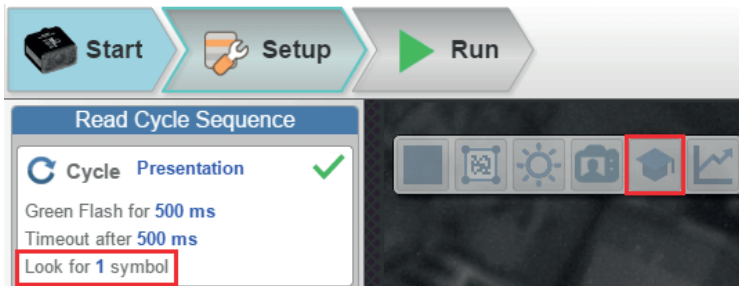 Start Setup Run
Read Cycle Sequence
Cycle Presentation
Green Flash for 500 ms
Timeout after 500 ms
Look for 1 symbol